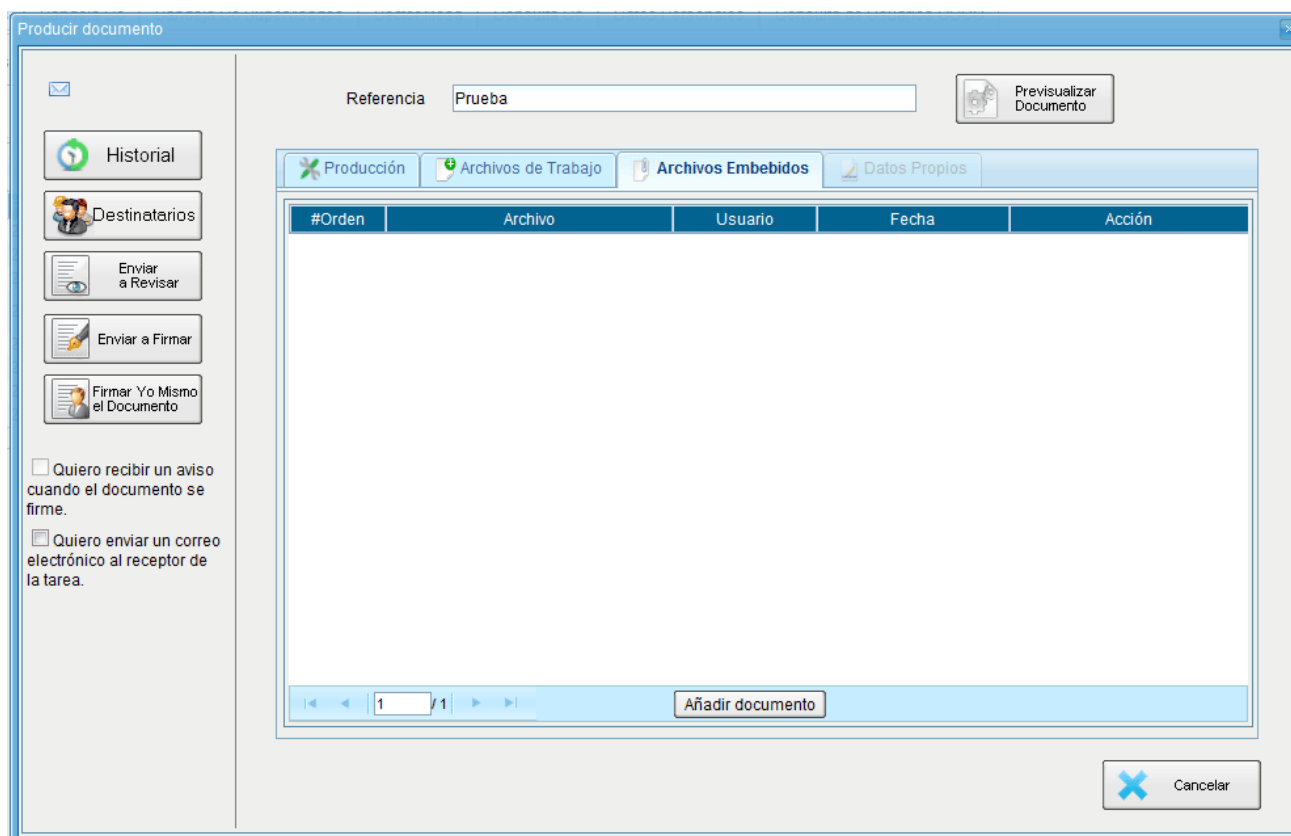 Producir documento
Referencia
Prueba
Previsualizar
Documento
Historial
Destinatarios
Enviar
a Revisar
Enviar a Firmar
Firmar Yo Mismo
el Documento
Quiero recibir un aviso
cuando el documento se
firme.
Quiero enviar un correo
electrónico al receptor de
la tarea.
Producción
Archivos de Trabajo
Archivos Embebidos
Datos Propios
#Orden
Archivo
Usuario
Fecha
Acción
1
/ 1
Añadir documento
Cancelar